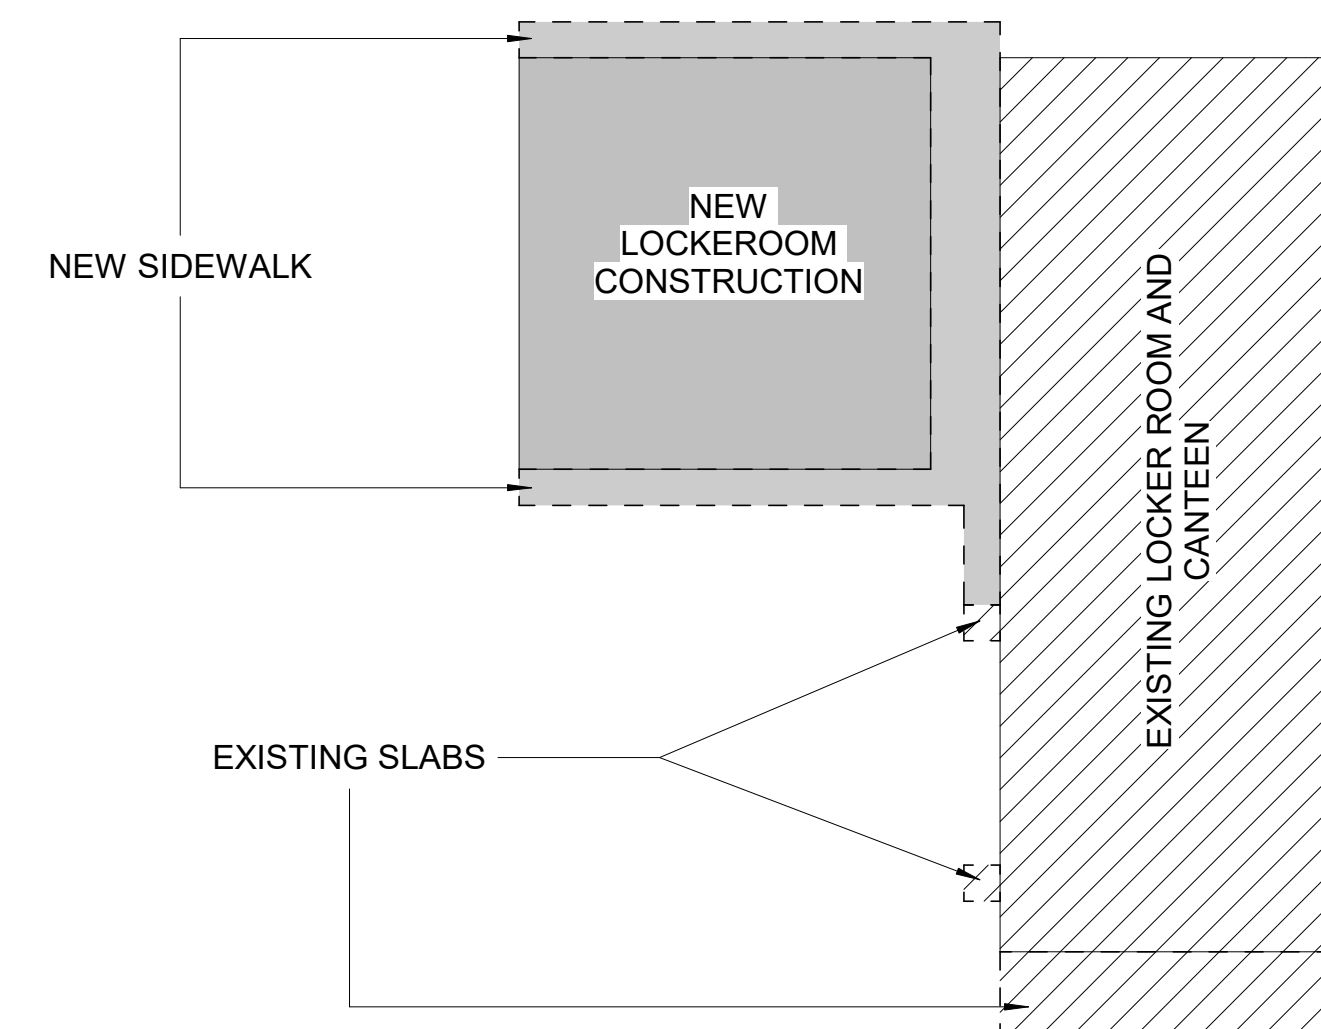 NEW
LOCKEROOM
CONSTRUCTION
NEW SIDEWALK
EXISTING LOCKER ROOM AND
CANTEEN
EXISTING SLABS